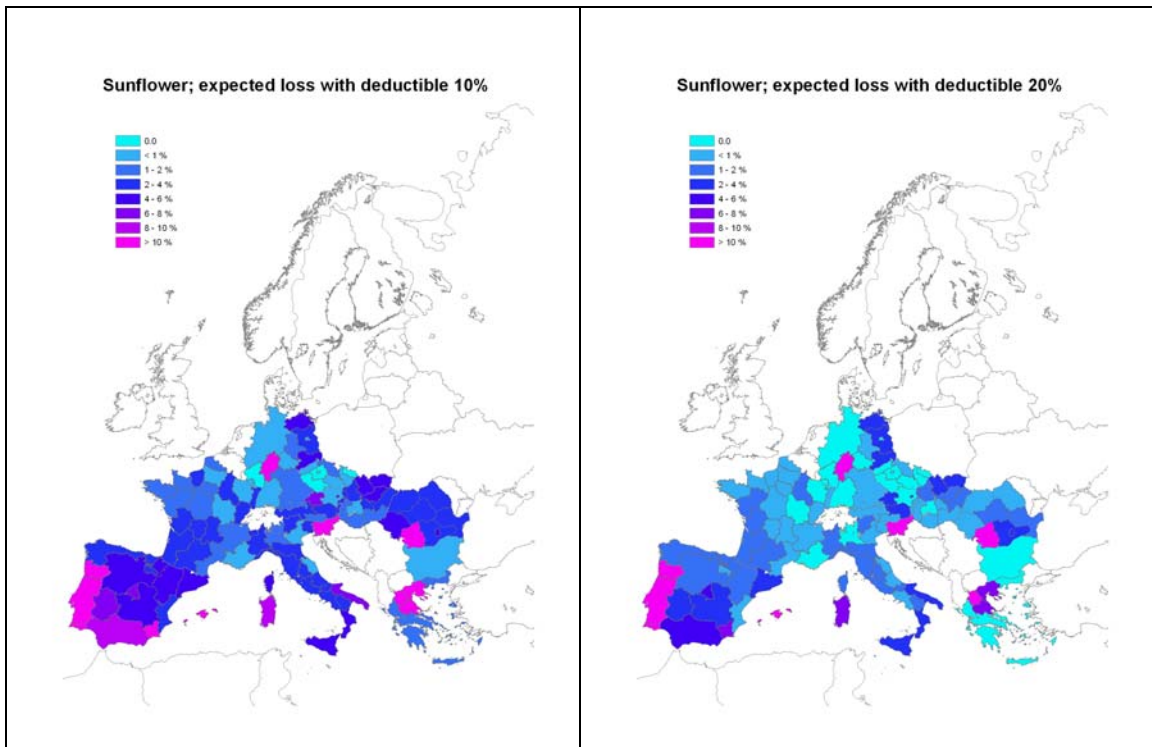 Sunflower; expected loss with deductible 10%
0.0
< 1 %
1 - 2 %
2 - 4 %
4 - 6 %
6 - 8 %
8 - 10 %
> 10 %
Sunflower; expected loss with deductible 20%
0.0
< 1 %
1 - 2 %
2 - 4 %
4 - 6 %
6 - 8 %
8 - 10 %
> 10 %